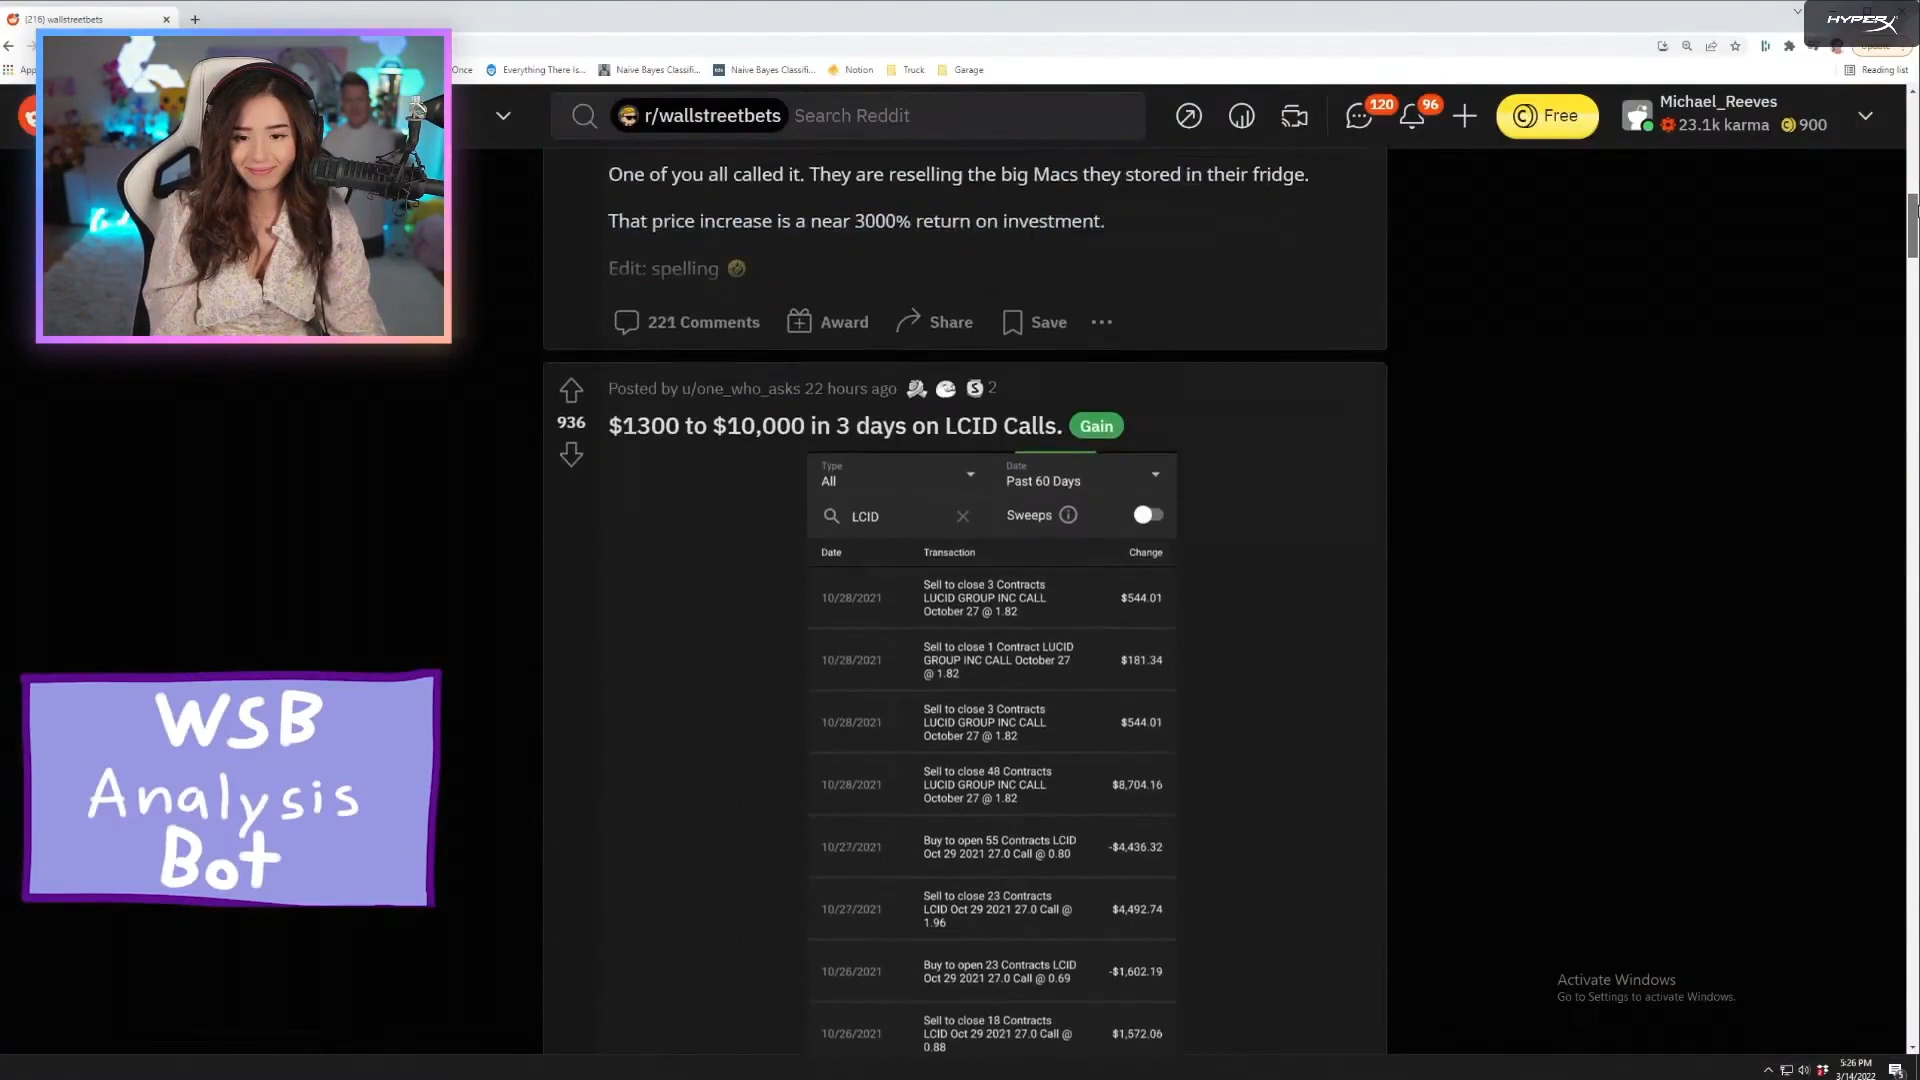 (216) wallstreetbets
HYPERX
App
Once
Everything There Is...
Naive Bayes Classifi...
Naive Bayes Classifi...
Notion
Truck
Garage
Update
Reading list
r/wallstreetbets
Search Reddit
120
96
Free
Michael_Reeves
23.1k karma
900
One of you all called it. They are reselling the big Macs they stored in their fridge.
That price increase is a near 3000% return on investment.
Edit: spelling
221 Comments
Award
Share
Save
Posted by u/one_who_asks 22 hours ago
2
936
$1300 to $10,000 in 3 days on LCID Calls.
Gain
Type
All
Date
Past 60 Days
LCID
Sweeps
Date
Transaction
Change
10/28/2021
Sell to close 3 Contracts
LUCID GROUP INC CALL
October 27 @ 1.82
$544.01
10/28/2021
Sell to close 1 Contract LUCID
GROUP INC CALL October 27
@ 1.82
$181.34
10/28/2021
Sell to close 3 Contracts
LUCID GROUP INC CALL
October 27 @ 1.82
$544.01
10/28/2021
Sell to close 48 Contracts
LUCID GROUP INC CALL
October 27 @ 1.82
$8,704.16
10/27/2021
Buy to open 55 Contracts LCID
Oct 29 2021 27.0 Call @ 0.80
-$4,436.32
10/27/2021
Sell to close 23 Contracts
LCID Oct 29 2021 27.0 Call @
1.96
$4,492.74
10/26/2021
Buy to open 23 Contracts LCID
Oct 29 2021 27.0 Call @ 0.69
-$1,602.19
10/26/2021
Sell to close 18 Contracts
LCID Oct 29 2021 27.0 Call @
0.88
$1,572.06
WSB
Analysis
Bot
Activate Windows
Go to Settings to activate Windows.
5:26 PM
3/14/2022
5